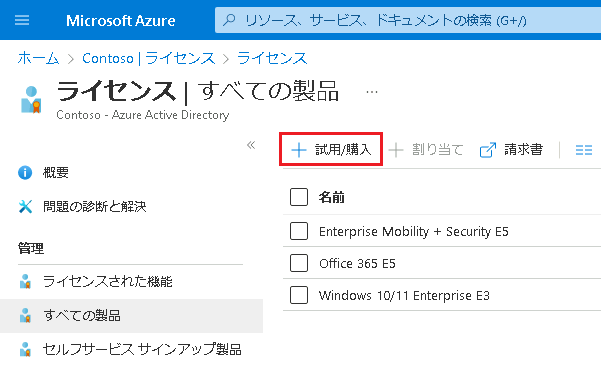 Microsoft Azure
リソース、サービス、ドキュメントの検索 (G+/)
ホーム > Contoso | ライセンス > ライセンス
ライセンス | すべての製品 ...
Contoso - Azure Active Directory
«
+ 試用/購入 + 割り当て 請求書
概要
問題の診断と解決
管理
ライセンスされた機能
すべての製品
セルフサービス サインアップ製品
名前
Enterprise Mobility + Security E5
Office 365 E5
Windows 10/11 Enterprise E3